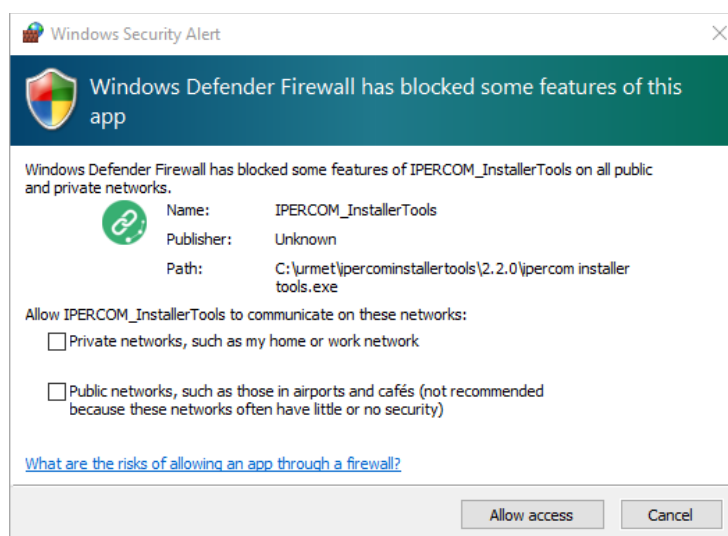 Windows Security Alert
Windows Defender Firewall has blocked some features of this
app
Windows Defender Firewall has blocked some features of IPERCOM_InstallerTools on all public
and private networks.
Name: IPERCOM_InstallerTools
Publisher: Unknown
Path: C:\urmet\ipercominstallertools\2.2.0\ipercom installer
tools.exe
Allow IPERCOM_InstallerTools to communicate on these networks:
Private networks, such as my home or work network
Public networks, such as those in airports and cafés (not recommended
because these networks often have little or no security)
What are the risks of allowing an app through a firewall?
Allow access Cancel